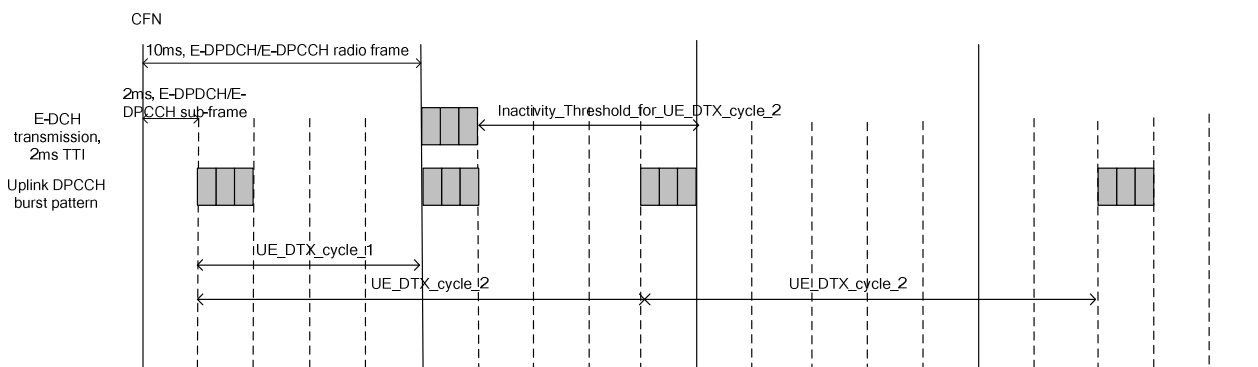 CFN
10ms, E-DPDCH/E-DPCCH radio frame
2ms, E-DPDCH/E-
DPCCH sub-frame
E-DCH
transmission,
2ms TTI
Inactivity_Threshold_for_UE_DTX_cycle_2
Uplink DPCCH
burst pattern
UE_DTX_cycle_1
UE_DTX_cycle_2
UE_DTX_cycle_2